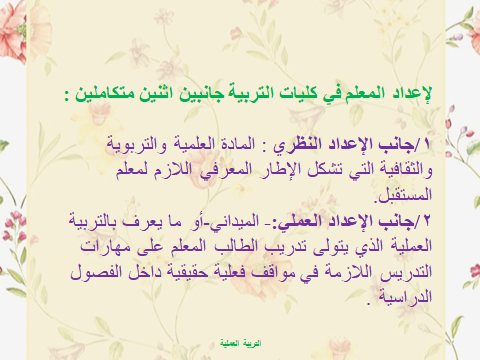 لإعداد المعلم في كليات التربية جانبين اثنين متكاملين :
١/جانب الإعداد النظري : المادة العلمية والتربوية
والثقافية التي تشكل الإطار المعرفي اللازم لمعلم
المستقبل.
٢/جانب الإعداد العملي:- الميداني-أو ما يعرف بالتربية
العملية الذي يتولى تدريب الطالب المعلم على مهارات
التدريس اللازمة في مواقف فعلية حقيقية داخل الفصول
الدراسية .
التربية العملية